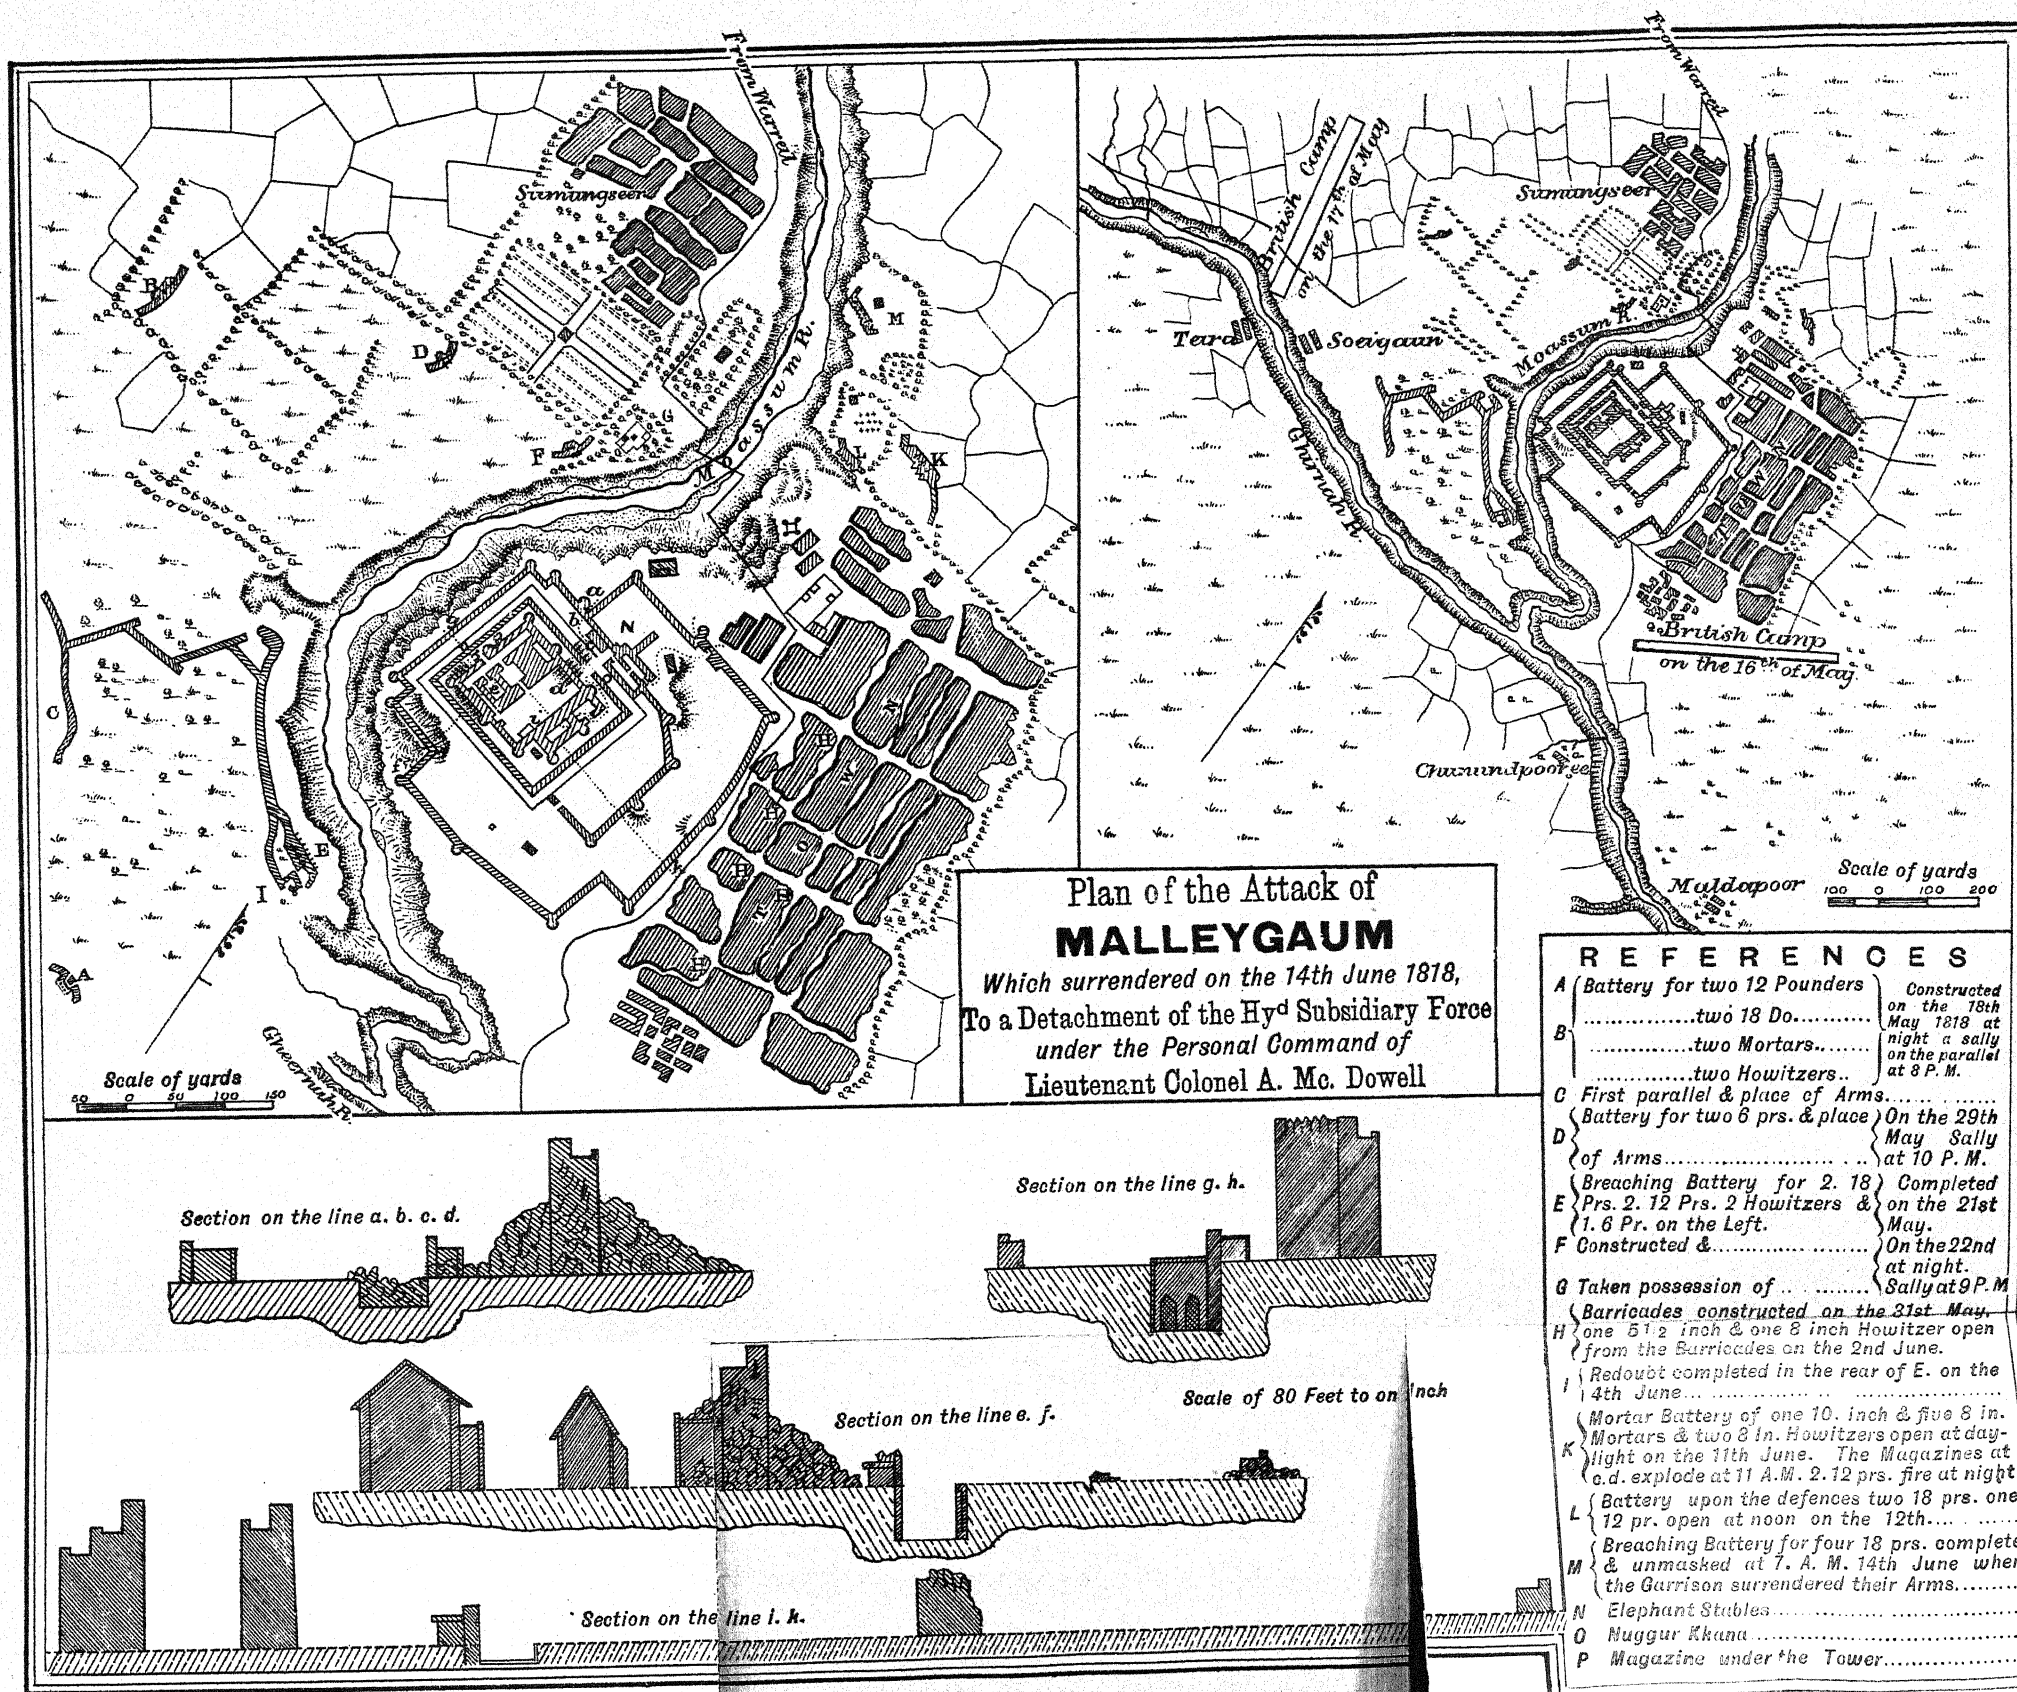 From Warreil
Sumangseer
B
D
M
G
F
Moassum R.
L
K
H
a
b
N
C
E
I
A
N
H
W
H
O
H
P
T
H
Gheernah R.
Scale of yards
50 0 50 100 150
From Warreil
British Camp
on the 17th of May
Sumangseer
Teara
Soeigaun
Moassum R.
Ghirnah R.
British Camp
on the 16th of May
Chunundpooree
Muldapoor
Scale of yards
100 0 100 200
Plan of the Attack of
MALLEYGAUM
Which surrendered on the 14th June 1818,
To a Detachment of the Hyd Subsidiary Force
under the Personal Command of
Lieutenant Colonel A. Mc. Dowell
Section on the line a. b. c. d.
Section on the line g. h.
Section on the line e. f.
Scale of 80 Feet to on Inch
Section on the line i. k.
REFERENCES
A Battery for two 12 Pounders
..................two 18 Do...........
B ................two Mortars........
................two Howitzers..
Constructed
on the 18th
May 1818 at
night a sally
on the parallel
at 8 P. M.
C First parallel & place of Arms..................
Battery for two 6 prs. & place On the 29th
D May Sally
of Arms........................... at 10 P. M.
Breaching Battery for 2. 18 Completed
E Prs. 2. 12 Prs. 2 Howitzers & on the 21st
1. 6 Pr. on the Left. May.
F Constructed &........................ On the 22nd
at night.
G Taken possession of ............ Sally at 9 P. M
Barricades constructed on the 31st May.
H one 5 1/2 inch & one 8 inch Howitzer open
from the Barricades on the 2nd June.
I Redoubt completed in the rear of E. on the
4th June.................................
Mortar Battery of one 10. inch & five 8 in.
Mortars & two 8 In. Howitzers open at day-
K light on the 11th June. The Magazines at
c.d. explode at 11 A.M. 2. 12 prs. fire at night
Battery upon the defences two 18 prs. one
L 12 pr. open at noon on the 12th............
Breaching Battery for four 18 prs. complete
M & unmasked at 7. A. M. 14th June when
the Garrison surrendered their Arms.........
N Elephant Stables..............................
O Nuggur Khana..............................
P Magazine under the Tower..................